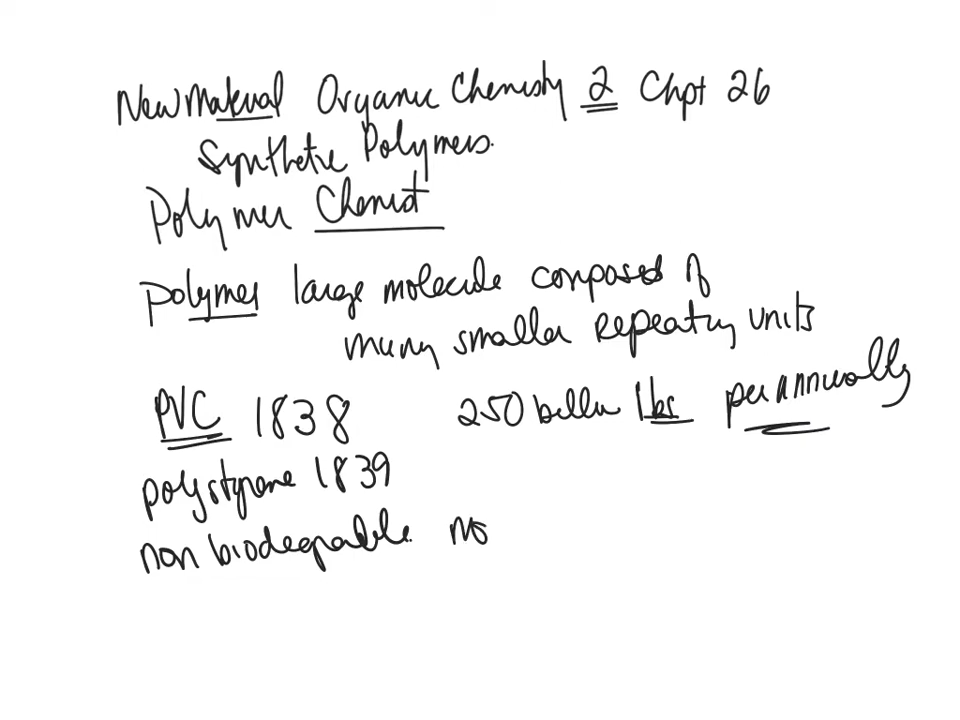 New Material Organic Chemistry 2 Chpt 26
Synthetic Polymers.
Polymer Chemist
polymer large molecule composed of
many smaller repeating units
PVC 1838 250 billion lbs per annually
polystyrene 1839
non biodegradable no